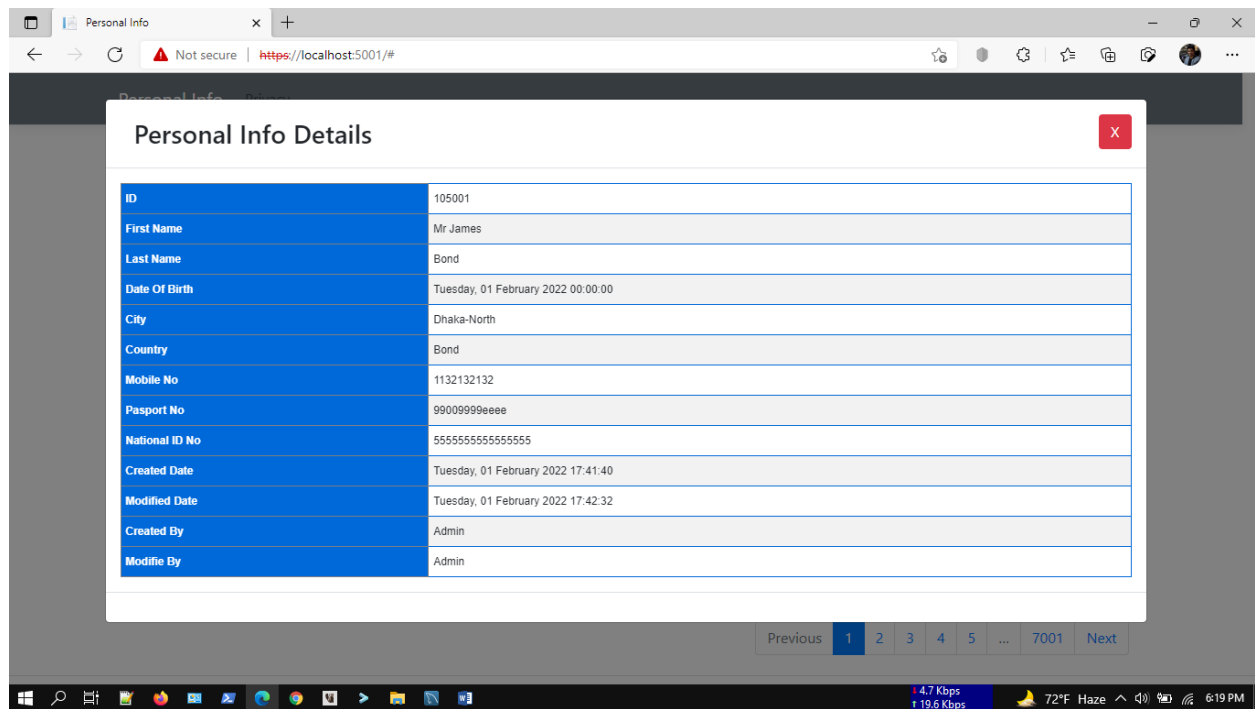 Personal Info
Not secure | https://localhost:5001/#
Personal Info Privacy
Personal Info Details
X
ID 105001
First Name Mr James
Last Name Bond
Date Of Birth Tuesday, 01 February 2022 00:00:00
City Dhaka-North
Country Bond
Mobile No 1132132132
Pasport No 99009999eeee
National ID No 5555555555555555
Created Date Tuesday, 01 February 2022 17:41:40
Modified Date Tuesday, 01 February 2022 17:42:32
Created By Admin
Modifie By Admin
Previous 1 2 3 4 5 ... 7001 Next
4.7 Kbps
19.6 Kbps
72°F Haze 6:19 PM